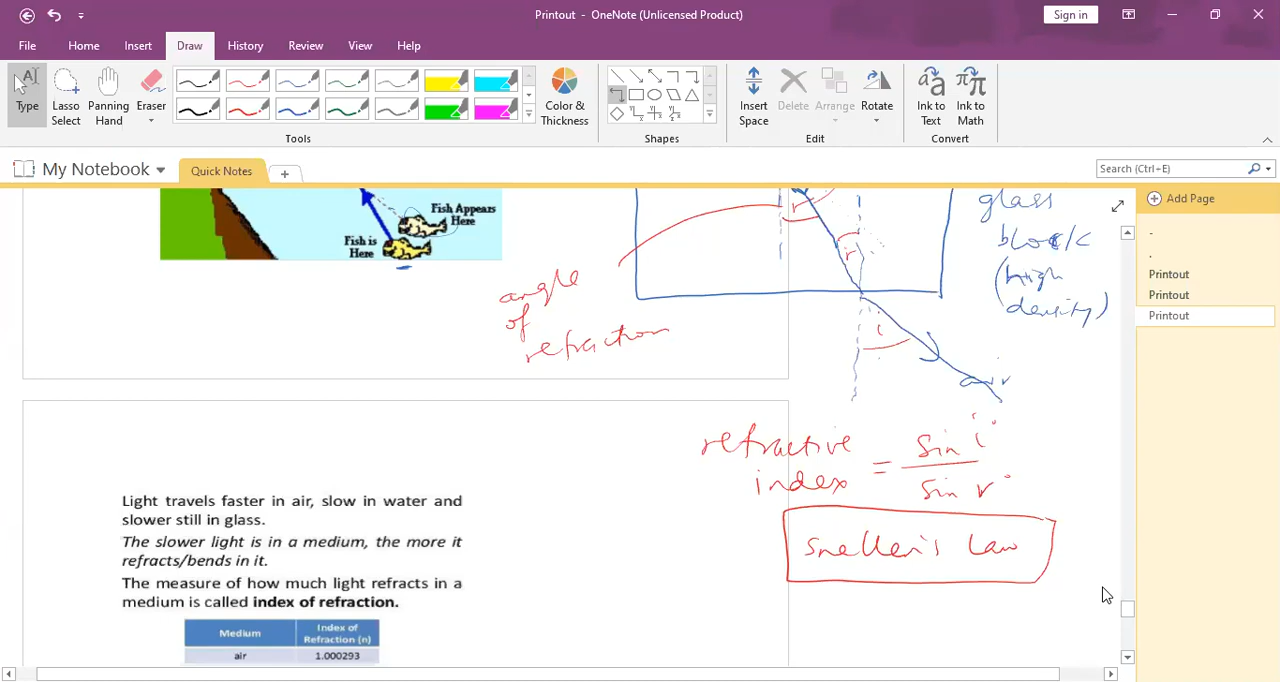 Printout - OneNote (Unlicensed Product)
Sign in
File Home Insert Draw History Review View Help
Type
Lasso Select
Panning Hand
Eraser
Color & Thickness
Insert Space
Delete
Arrange
Rotate
Ink to Text
Ink to Math
Tools
Shapes
Edit
Convert
My Notebook
Quick Notes
Search (Ctrl+E)
Add Page
-
.
Printout
Printout
Printout
Fish Appears
Here
Fish is
Here
glass
block
(high
density)
r
r
i
air
angle
of
refraction
refractive
index
= sin i°
sin r°
Sneller's Law
Light travels faster in air, slow in water and
slower still in glass.
The slower light is in a medium, the more it
refracts/bends in it.
The measure of how much light refracts in a
medium is called index of refraction.
Medium
Index of
Refraction (n)
air 1.000293